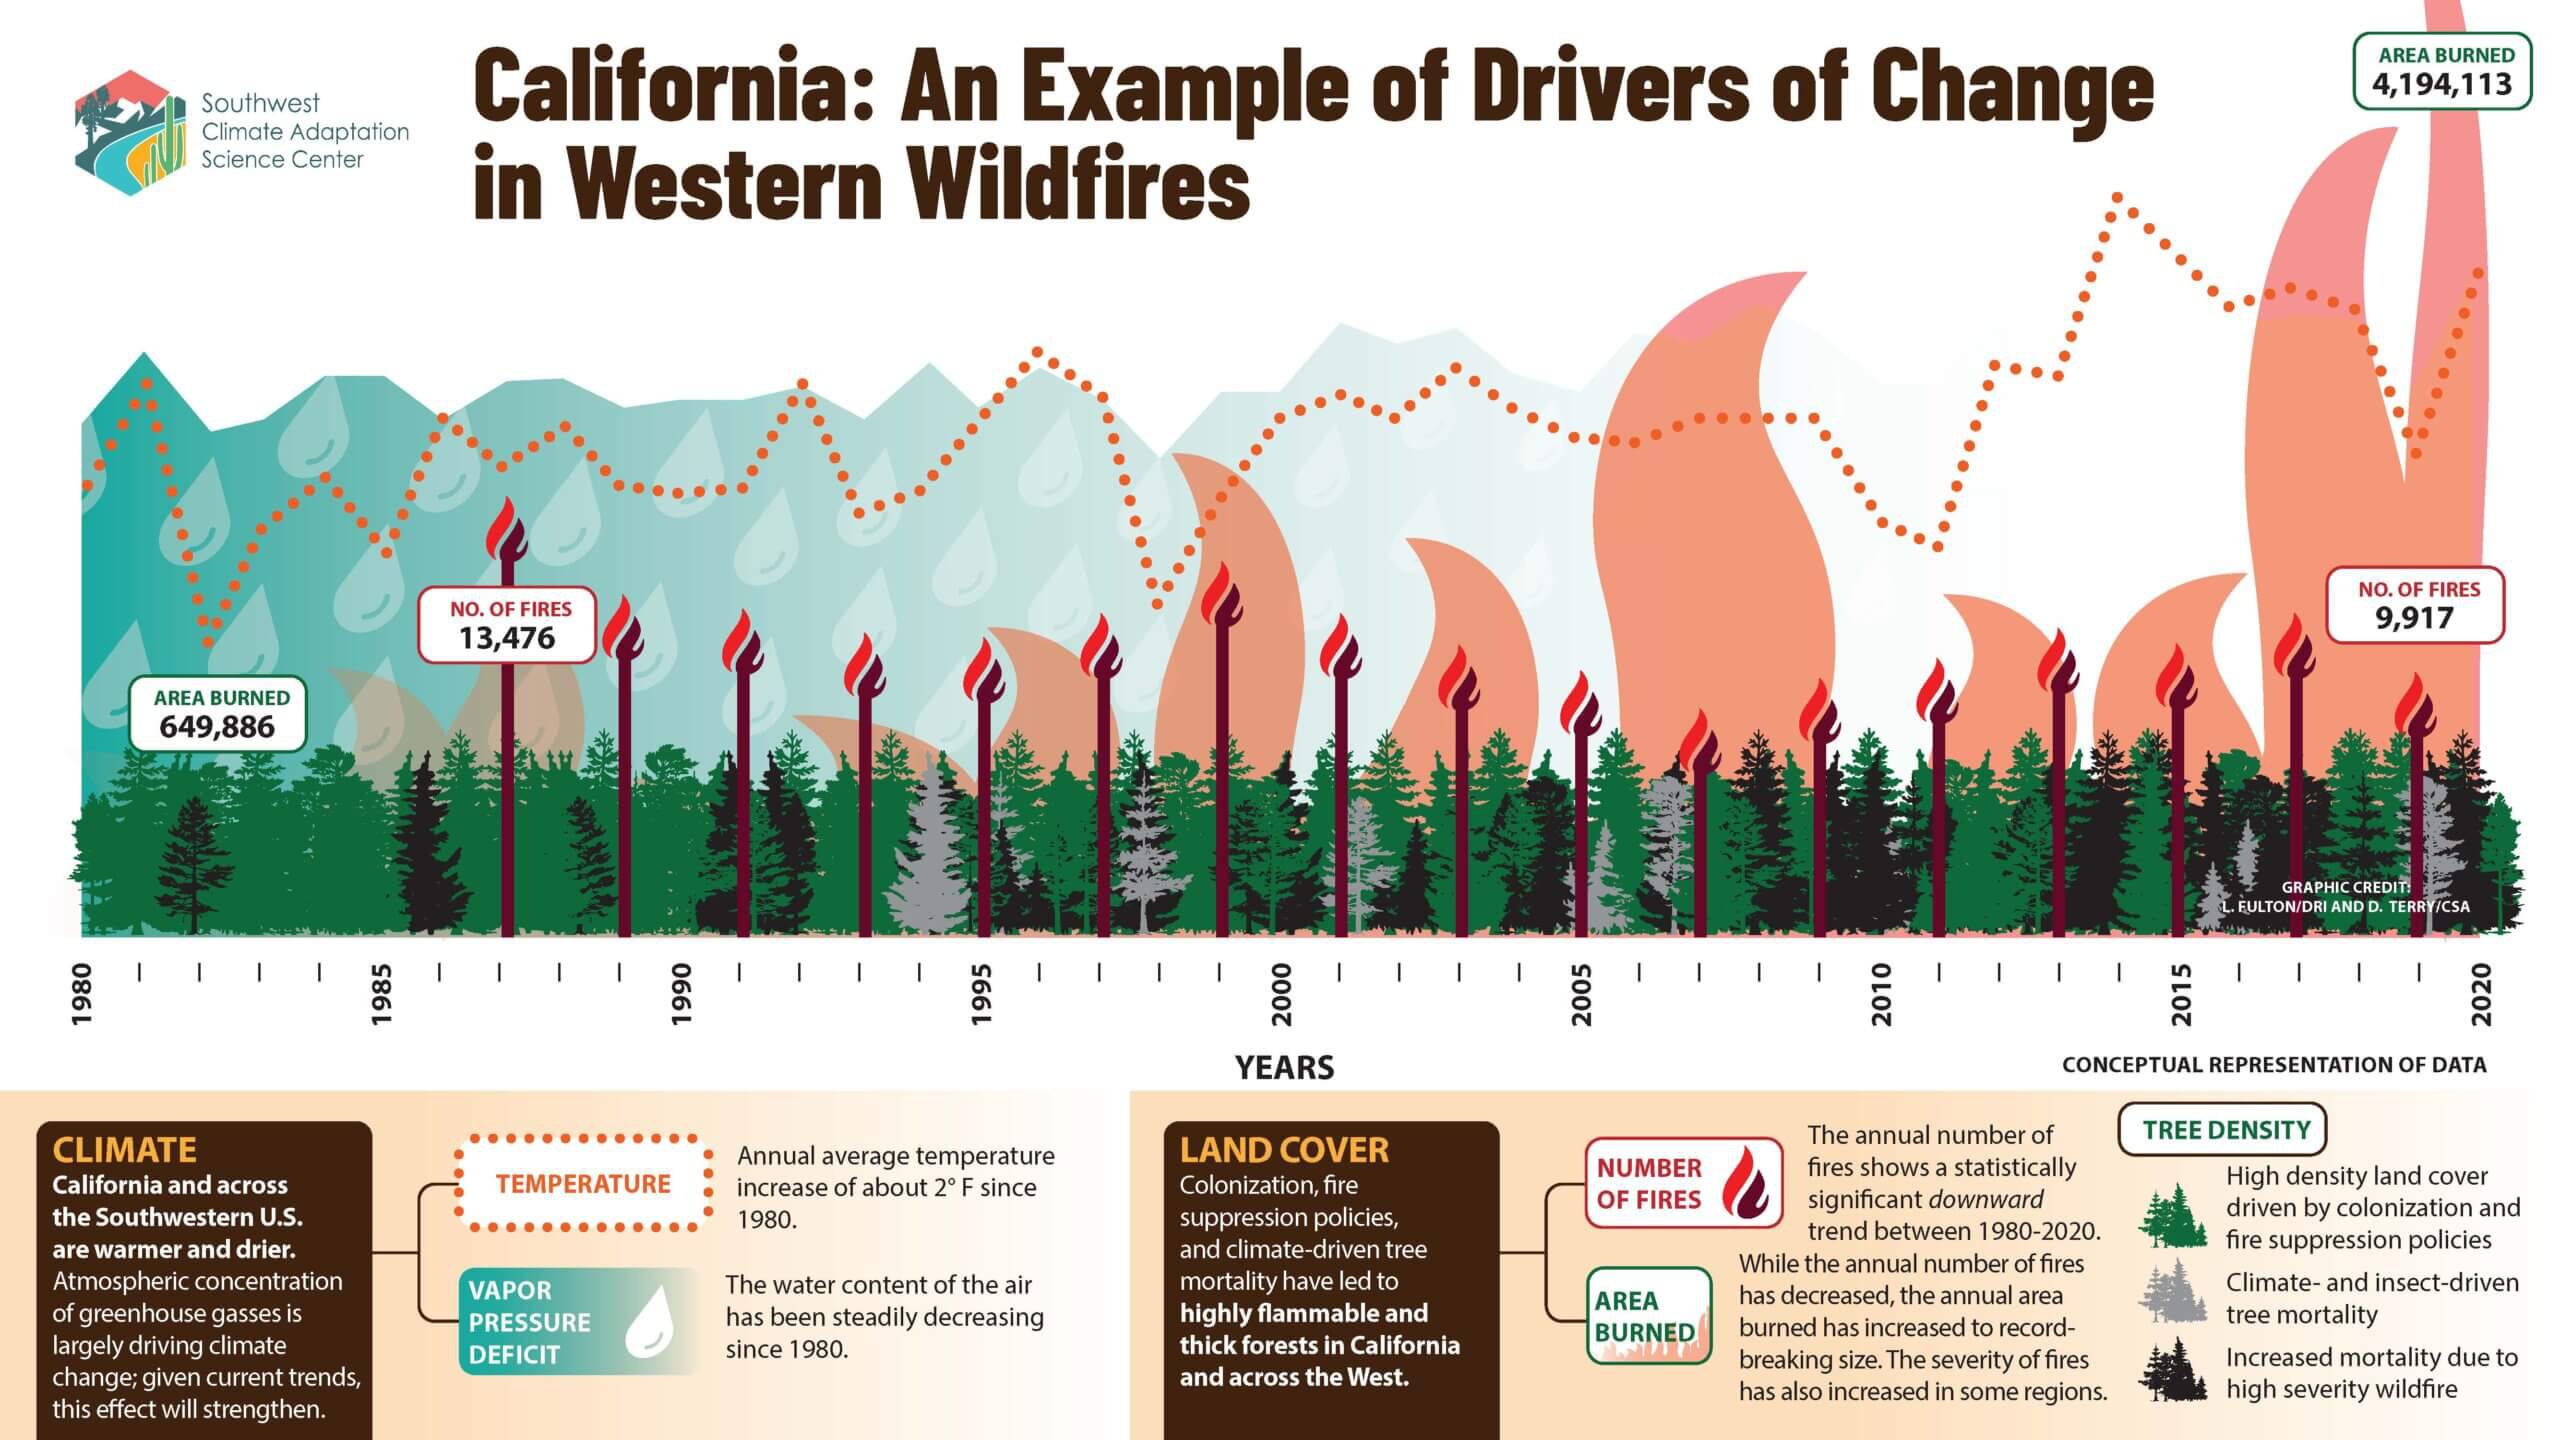 Southwest
Climate Adaptation
Science Center
California: An Example of Drivers of Change
in Western Wildfires
AREA BURNED
4,194,113
NO. OF FIRES
13,476
NO. OF FIRES
9,917
AREA BURNED
649,886
GRAPHIC CREDIT:
L. FULTON/DRI AND D. TERRY/CSA
1980
1985
1990
1995
2000
2005
2010
2015
2020
YEARS
CONCEPTUAL REPRESENTATION OF DATA
CLIMATE
California and across
the Southwestern U.S.
are warmer and drier.
Atmospheric concentration
of greenhouse gasses is
largely driving climate
change; given current trends,
this effect will strengthen.
TEMPERATURE
Annual average temperature
increase of about 2° F since
1980.
VAPOR
PRESSURE
DEFICIT
The water content of the air
has been steadily decreasing
since 1980.
LAND COVER
Colonization, fire
suppression policies,
and climate-driven tree
mortality have led to
highly flammable and
thick forests in California
and across the West.
NUMBER
OF FIRES
The annual number of
fires shows a statistically
significant downward
trend between 1980-2020.
AREA
BURNED
While the annual number of fires
has decreased, the annual area
burned has increased to record-
breaking size. The severity of fires
has also increased in some regions.
TREE DENSITY
High density land cover
driven by colonization and
fire suppression policies
Climate- and insect-driven
tree mortality
Increased mortality due to
high severity wildfire